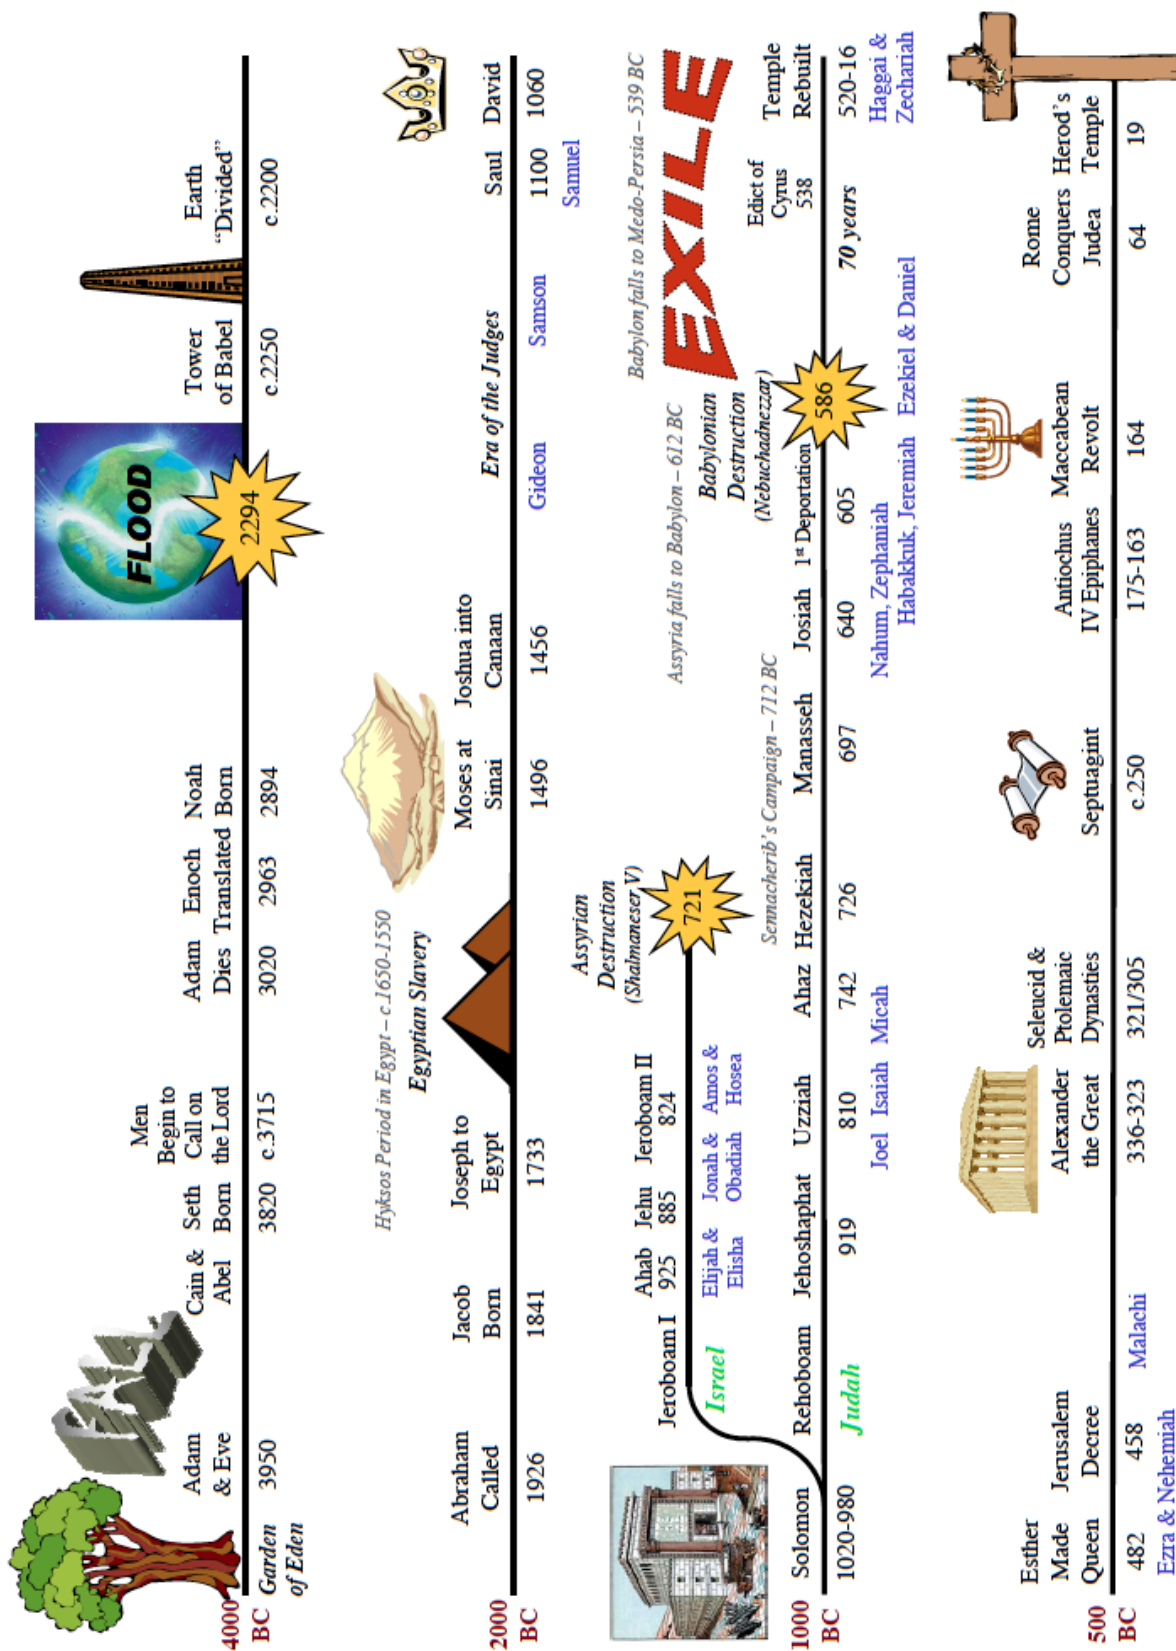 FALL
FLOOD
2294
Adam
& Eve
Cain &
Abel
Seth
Born
Men
Begin to
Call on
the Lord
Adam
Dies
Enoch
Translated
Noah
Born
Tower
of Babel
Earth
"Divided"
4000
BC
Garden
of Eden
3950
3820
c.3715
3020
2963
2894
c.2250
c.2200
Hyksos Period in Egypt – c.1650-1550
Egyptian Slavery
Abraham
Called
Jacob
Born
Joseph to
Egypt
Moses at
Sinai
Joshua into
Canaan
Era of the Judges
Saul
David
2000
BC
1926
1841
1733
1496
1456
Gideon
Samson
1100
Samuel
1060
Assyrian
Destruction
(Shalmaneser V)
721
Jeroboam I
Ahab
925
Jehu
885
Jeroboam II
824
Israel
Elijah &
Elisha
Jonah &
Obadiah
Amos &
Hosea
Sennacherib's Campaign – 712 BC
Assyria falls to Babylon – 612 BC
Babylon falls to Medo-Persia – 539 BC
EXILE
Babylonian
Destruction
(Nebuchadnezzar)
586
Edict of
Cyrus
538
Temple
Rebuilt
Solomon
Rehoboam
Jehoshaphat
Uzziah
Ahaz
Hezekiah
Manasseh
Josiah
1st Deportation
1000
BC
1020-980
Judah
919
810
742
726
697
640
605
70 years
520-16
Joel
Isaiah
Micah
Nahum, Zephaniah
Habakkuk, Jeremiah
Ezekiel & Daniel
Haggai &
Zechariah
Esther
Made
Queen
Jerusalem
Decree
Alexander
the Great
Seleucid &
Ptolemaic
Dynasties
Septuagint
Antiochus
IV Epiphanes
Maccabean
Revolt
Rome
Conquers
Judea
Herod's
Temple
500
BC
482
458
Malachi
336-323
321/305
c.250
175-163
164
64
19
Ezra & Nehemiah